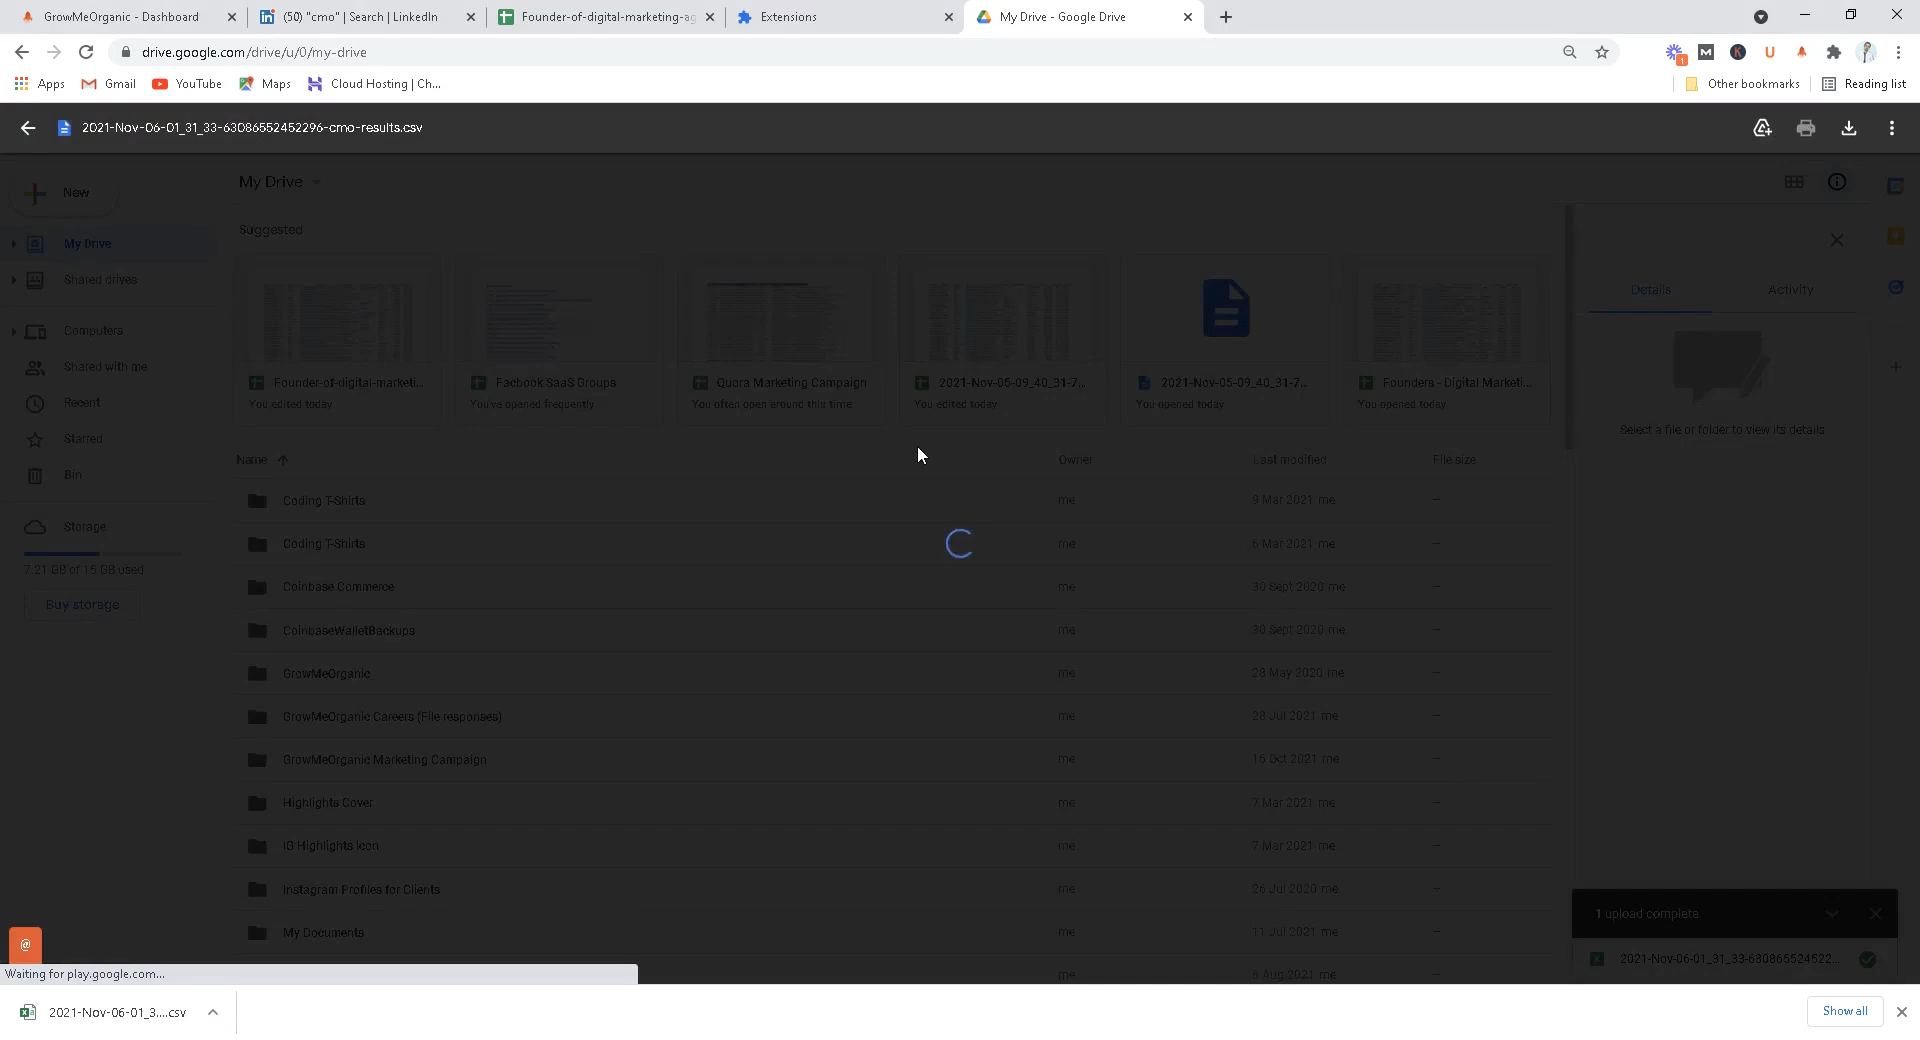 GrowMeOrganic - Dashboard
(50) "cmo" | Search | LinkedIn
Founder-of-digital-marketing-ag
Extensions
My Drive - Google Drive
drive.google.com/drive/u/0/my-drive
1
Apps
Gmail
YouTube
Maps
Cloud Hosting | Ch...
Other bookmarks
Reading list
2021-Nov-06-01_31_33-63086552452296-cmo-results.csv
New
My Drive
Suggested
My Drive
Shared drives
Computers
Shared with me
Recent
Starred
Bin
Storage
7.21 GB of 15 GB used
Buy storage
Founder-of-digital-marketi...
You edited today
Facbook SaaS Groups
You've opened frequently
Quora Marketing Campaign
You often open around this time
2021-Nov-05-09_40_31-7...
You edited today
2021-Nov-05-09_40_31-7...
You opened today
Founders - Digital Marketi...
You opened today
Details
Activity
Select a file or folder to view its details
Name
Owner
Last modified
File size
Coding T-Shirts
me
9 Mar 2021 me
—
Coding T-Shirts
me
6 Mar 2021 me
—
Coinbase Commerce
me
30 Sept 2020 me
—
CoinbaseWalletBackups
me
30 Sept 2020 me
—
GrowMeOrganic
me
28 May 2020 me
—
GrowMeOrganic Careers (File responses)
me
28 Jul 2021 me
—
GrowMeOrganic Marketing Campaign
me
15 Oct 2021 me
—
Highlights Cover
me
7 Mar 2021 me
—
IG Highlights Icon
me
7 Mar 2021 me
—
Instagram Profiles for Clients
me
26 Jul 2020 me
—
My Documents
me
11 Jul 2021 me
—
me
6 Aug 2021 me
—
1 upload complete
2021-Nov-06-01_31_33-630865524522...
@
Waiting for play.google.com...
2021-Nov-06-01_3....csv
Show all